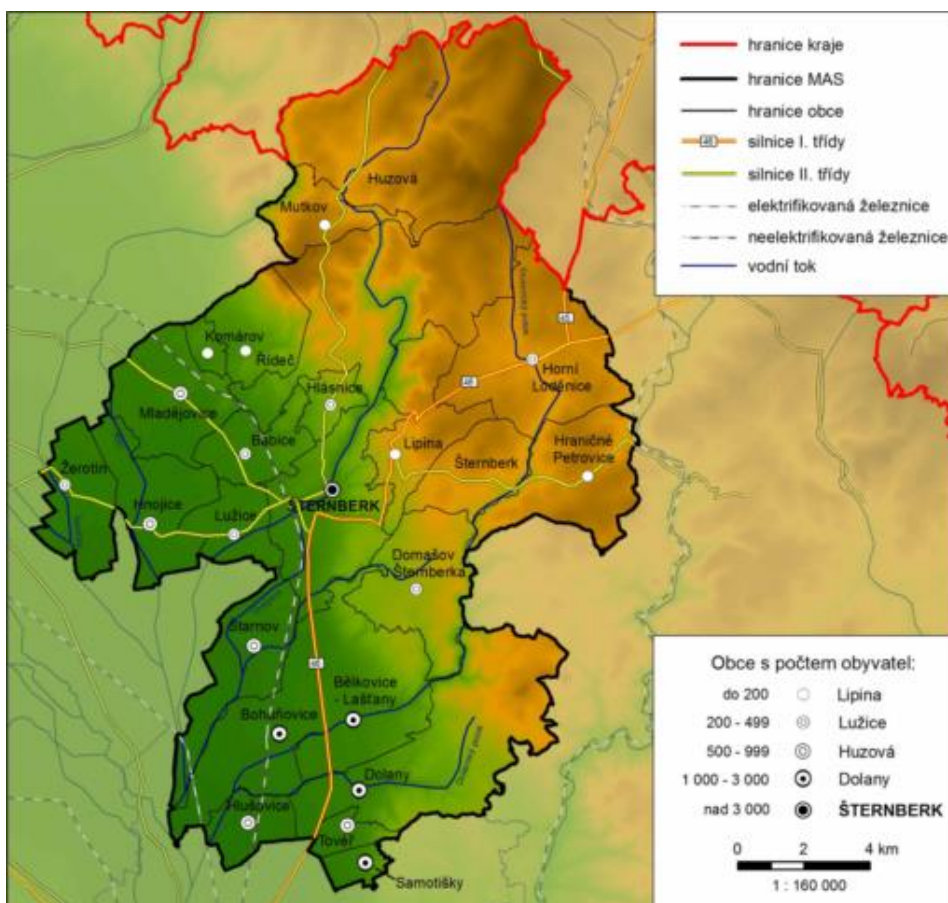 hranice kraje
hranice MAS
hranice obce
46 silnice I. třídy
silnice II. třídy
elektrifikovaná železnice
neelektrifikovaná železnice
vodní tok
Huzová
Mutkov
Komárov
Řídeč
45
Horní
Loděnice
46
Hlásnice
Mladějovice
Babice
Lipina
Šternberk
Hraničné
Petrovice
Žerotín
Hnojice
Lužice
ŠTERNBERK
Domašov
u Šternberka
Štarnov
46
Bělkovice
- Lašťany
Bohuňovice
Dolany
Hlušovice
Tovéř
Samotišky
Obce s počtem obyvatel:
do 200 Lipina
200 - 499 Lužice
500 - 999 Huzová
1 000 - 3 000 Dolany
nad 3 000 ŠTERNBERK
0 2 4 km
1 : 160 000